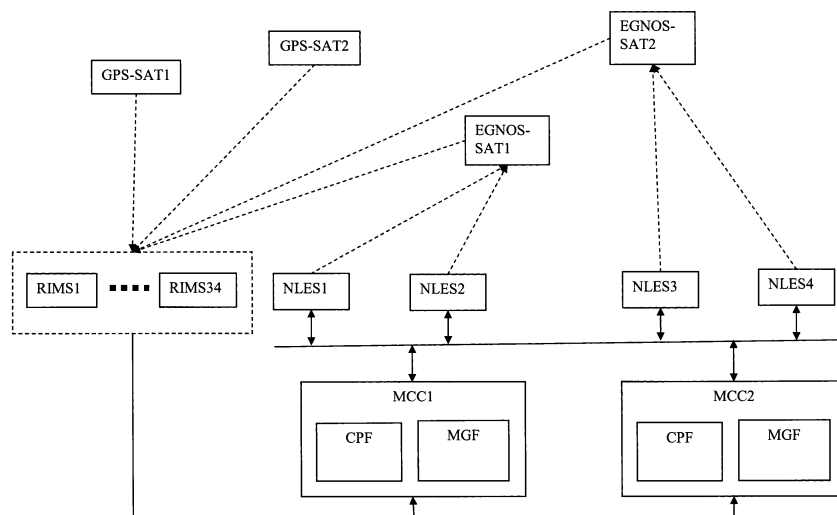 EGNOS-
SAT2
GPS-SAT2
GPS-SAT1
EGNOS-
SAT1
RIMS1
RIMS34
NLES1
NLES2
NLES3
NLES4
MCC1
CPF
MGF
MCC2
CPF
MGF